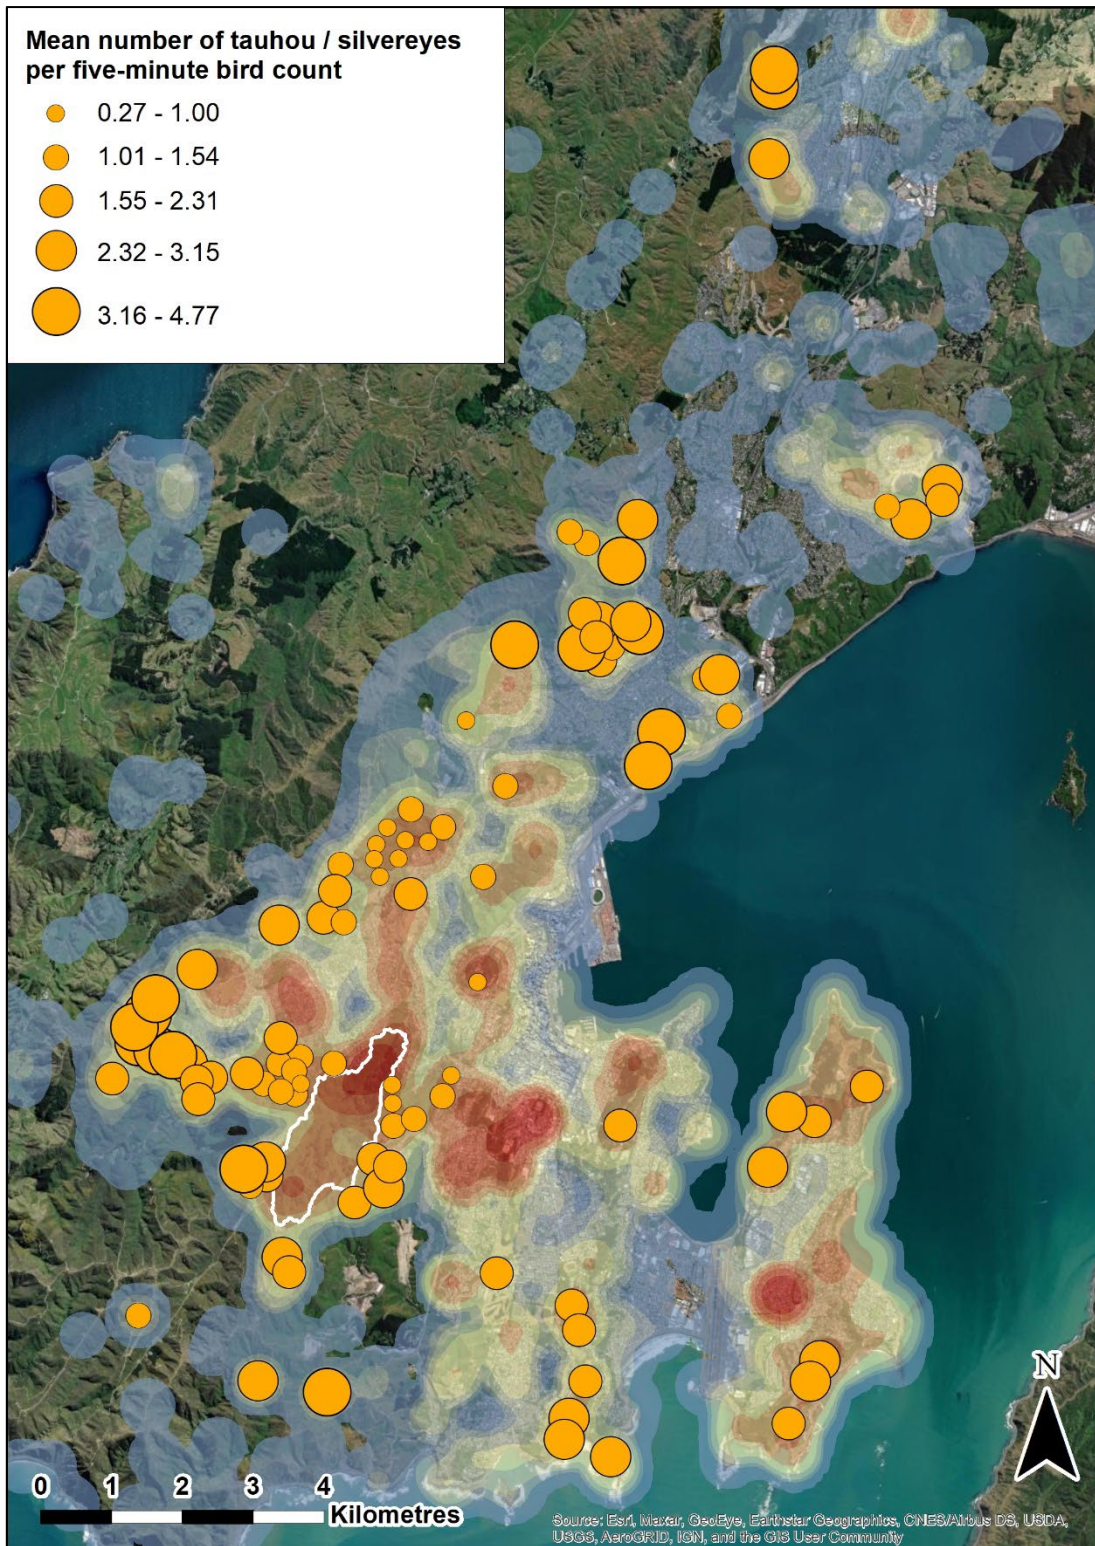 Mean number of tauhou / silvereyes
per five-minute bird count
0.27 - 1.00
1.01 - 1.54
1.55 - 2.31
2.32 - 3.15
3.16 - 4.77
N
0 1 2 3 4
Kilometres
Source: Esri, Maxar, GeoEye, Earthstar Geographics, CNES/Airbus DS, USDA,
USGS, AeroGRID, IGN, and the GIS User Community